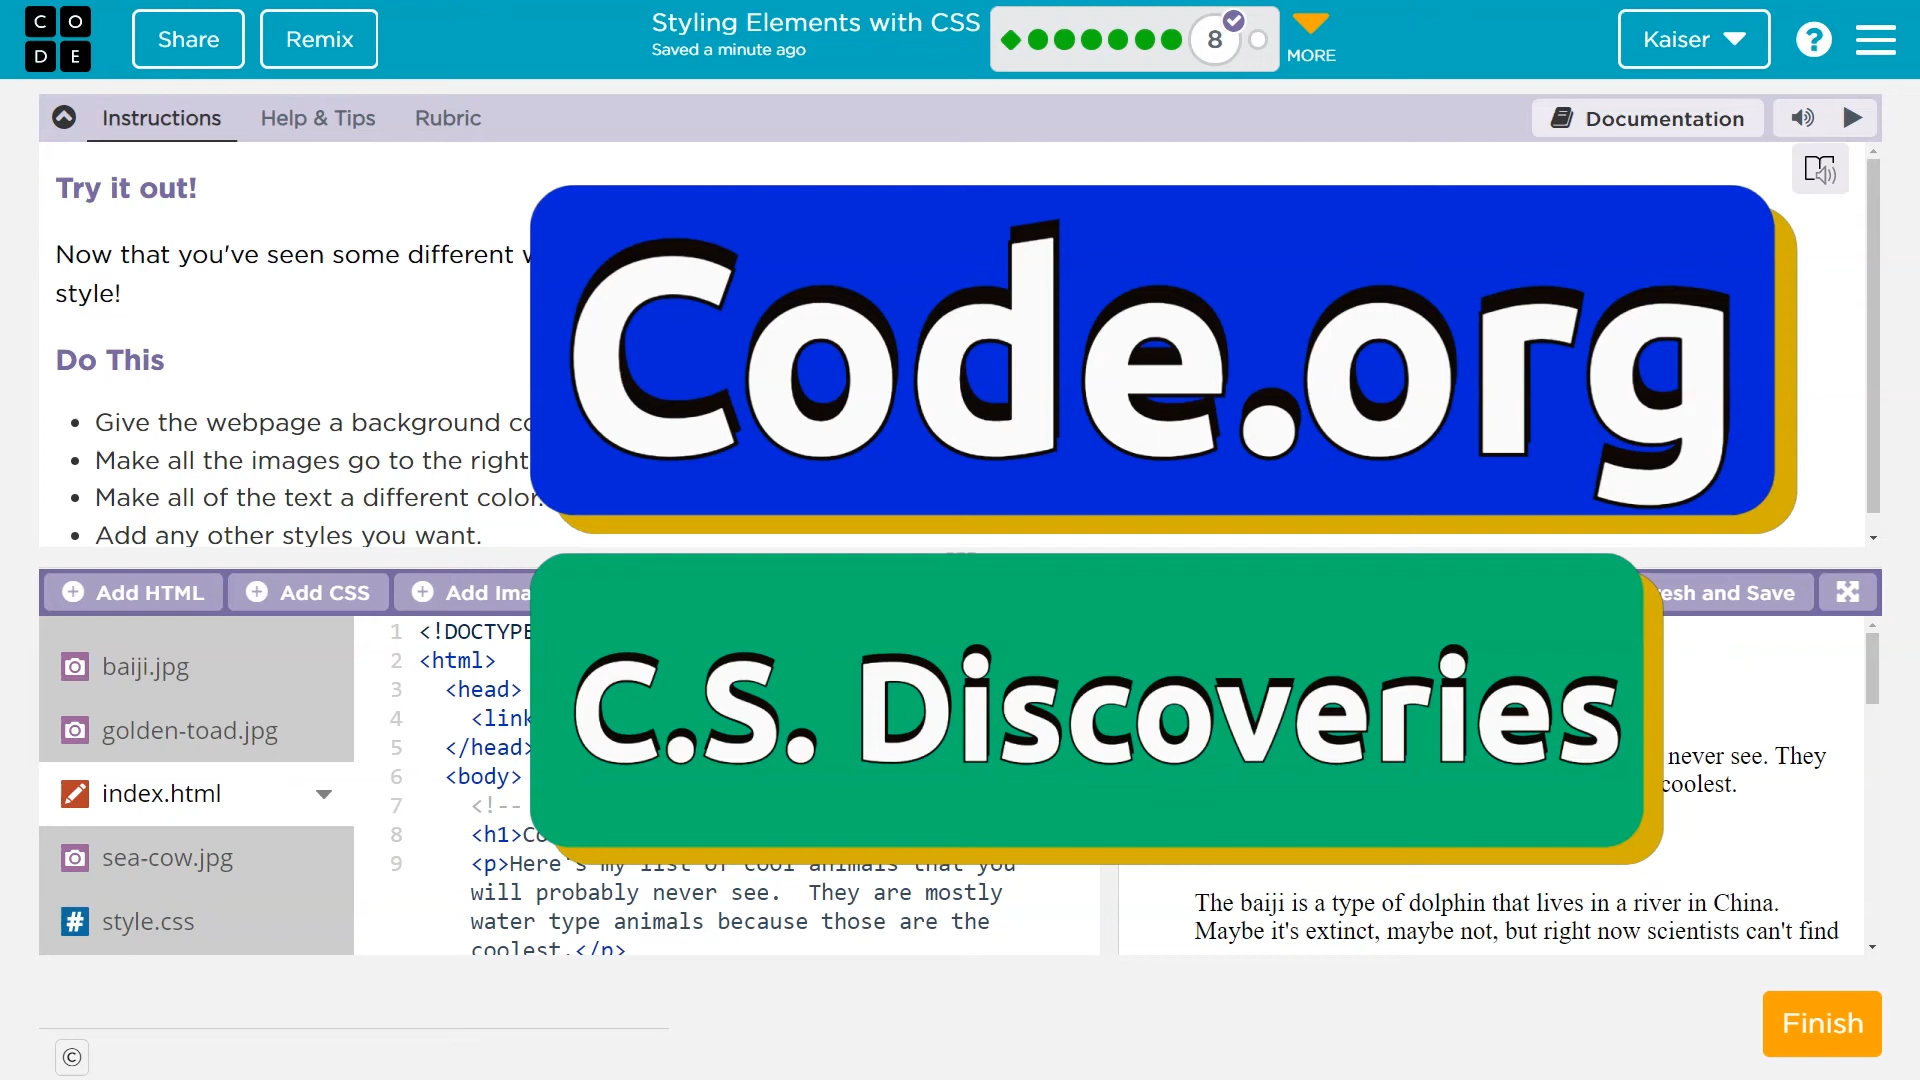 CODE
Share
Remix
Styling Elements with CSS
Saved a minute ago
8
MORE
Kaiser
?
Instructions
Help & Tips
Rubric
Documentation
Try it out!
Now that you've seen some different
style!
Do This
Give the webpage a background
Make all the images go to the right
Make all of the text a different color.
Add any other styles you want.
Code.org
C.S. Discoveries
Add HTML
Add CSS
Add
and Save
baiji.jpg
golden-toad.jpg
index.html
sea-cow.jpg
style.css
1 <!DOCTYPE
2 <html>
3 <head>
4 <link
5 </head>
6 <body>
7 <!--
8 <h1>
9 <p>Here's my list of cool animals that you
will probably never see. They are mostly
water type animals because those are the
coolest.</p>
never see. They
coolest.
The baiji is a type of dolphin that lives in a river in China.
Maybe it's extinct, maybe not, but right now scientists can't find
Finish
©